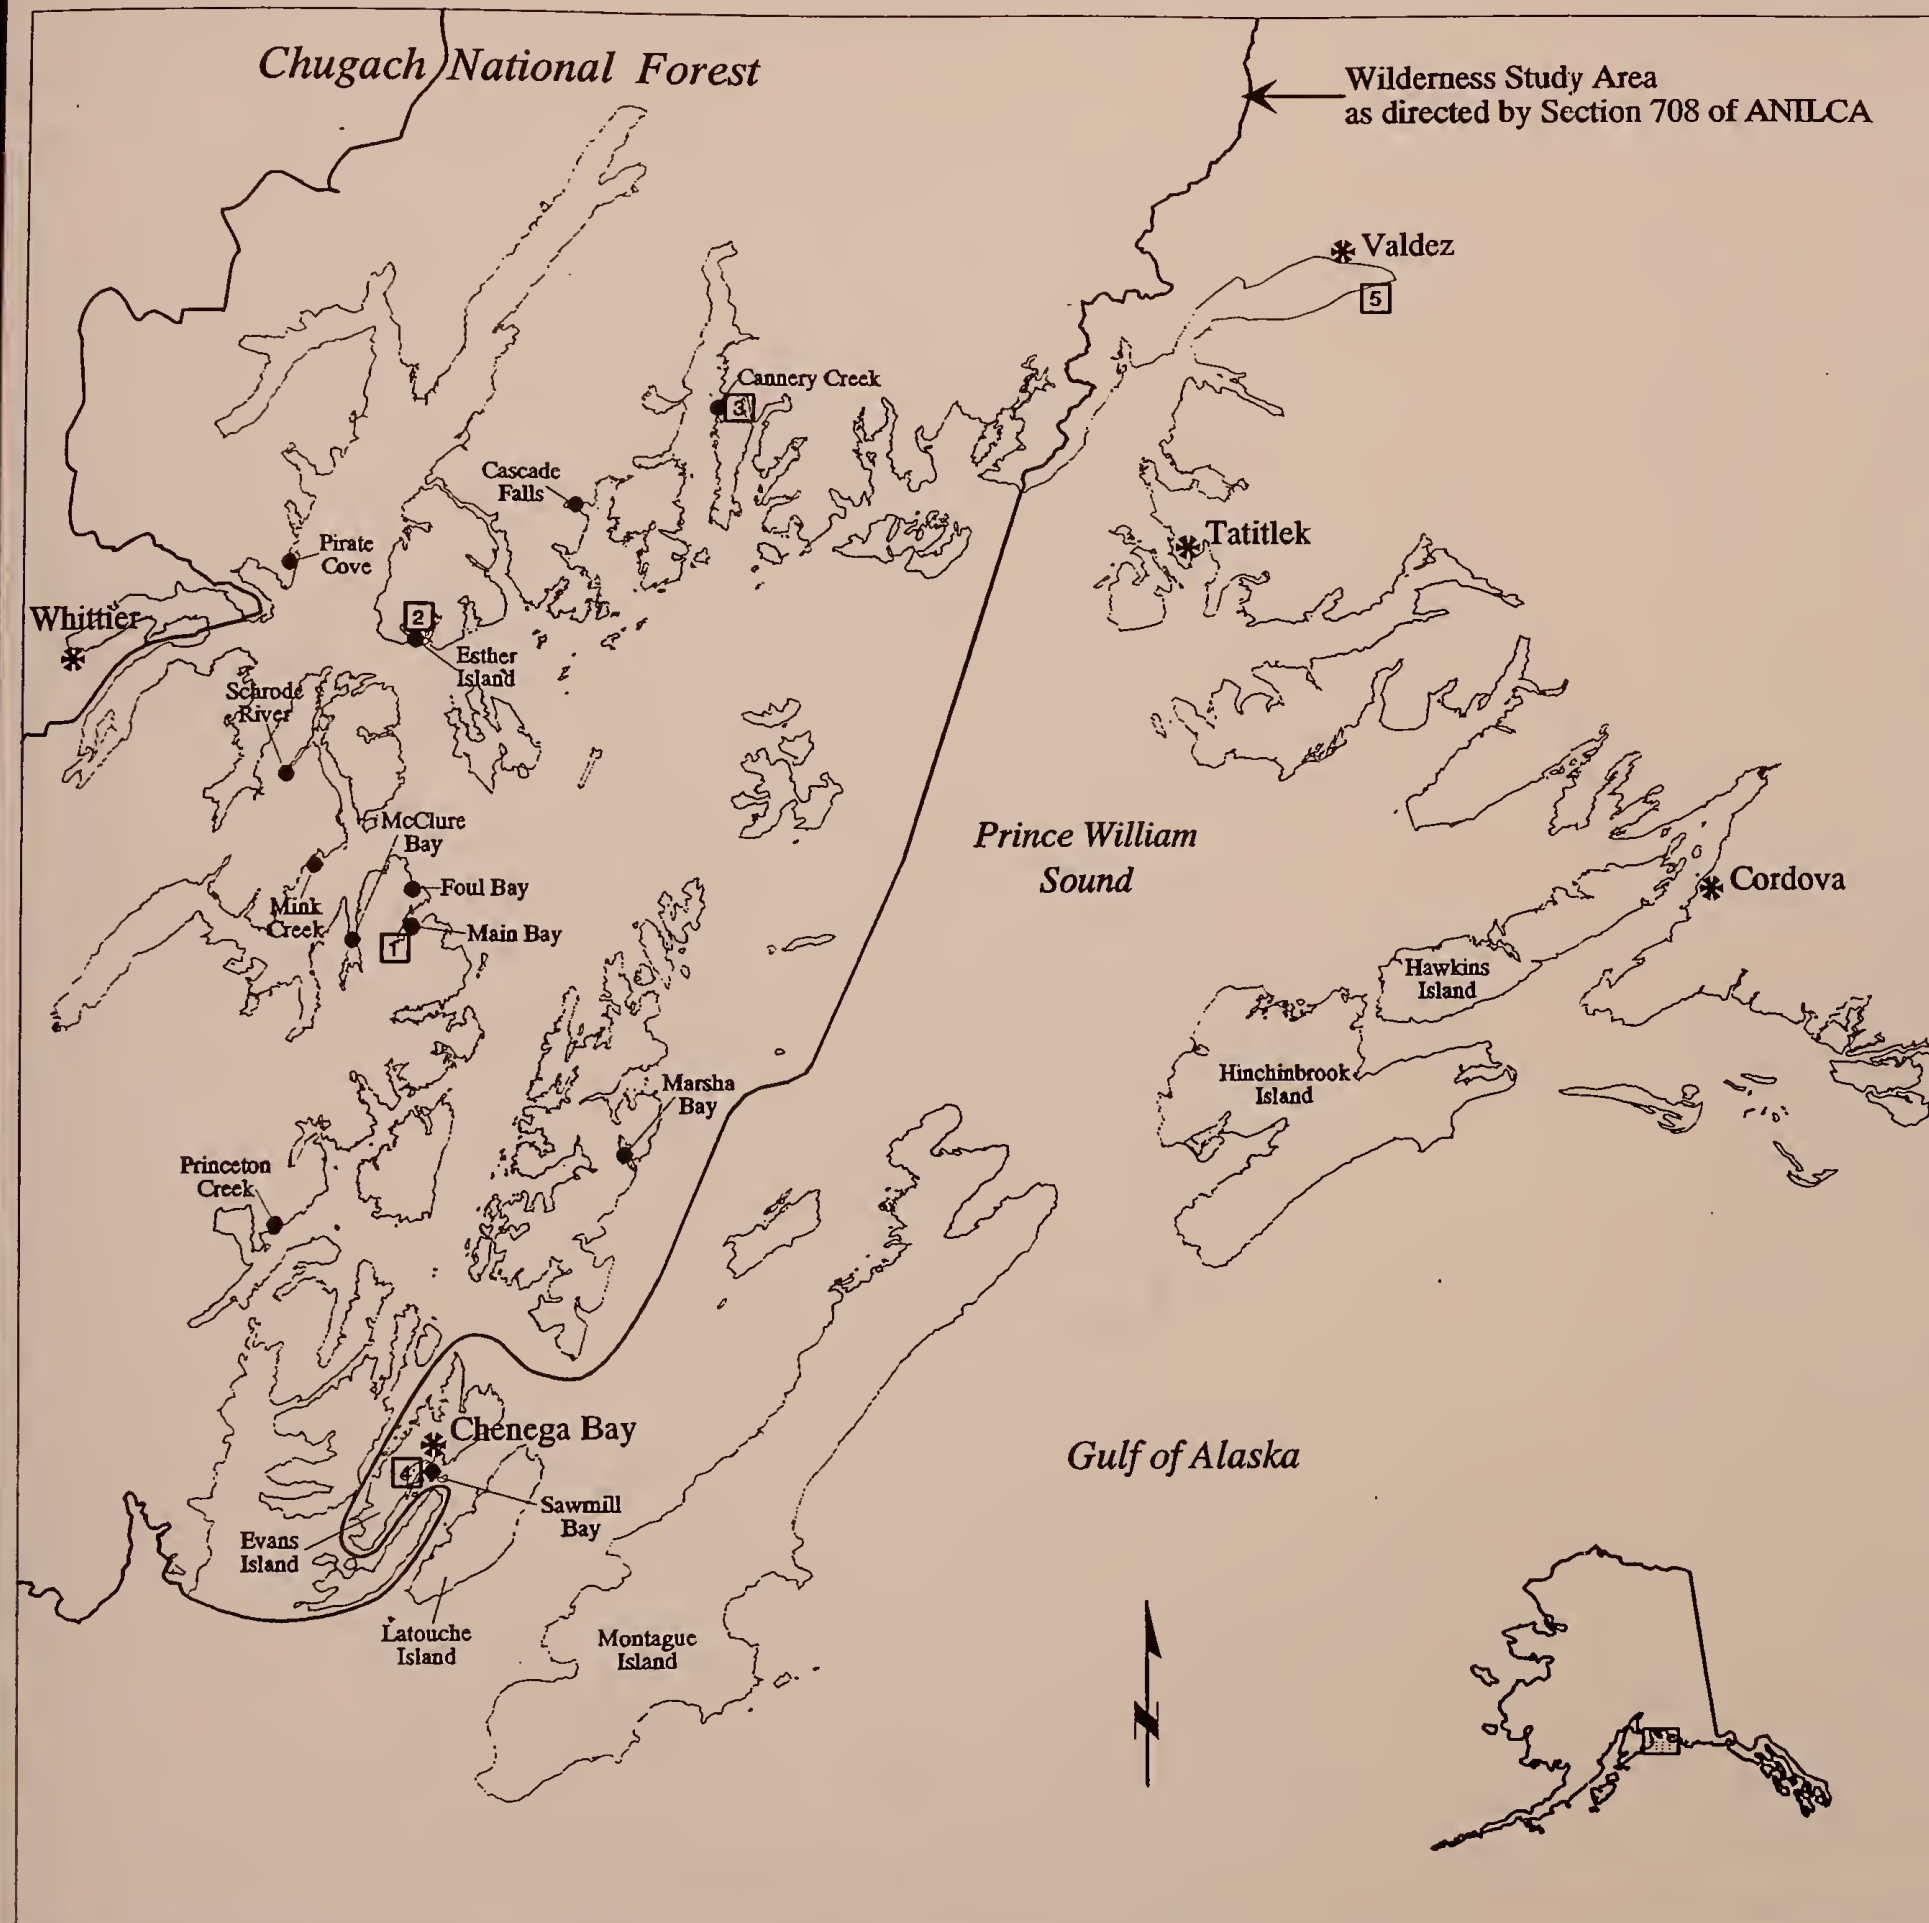 Chugach National Forest
Wilderness Study Area
as directed by Section 708 of ANILCA
Valdez
5
Cannery Creek
3
Cascade
Falls
Tatitlek
Pirate
Cove
Whittier
2
Esther
Island
Schrode
River
McClure
Bay
Prince William
Sound
Foul Bay
Cordova
Mink
Creek
Main Bay
1
Hawkins
Island
Hinchinbrook
Island
Marsha
Bay
Princeton
Creek
Chenega Bay
Gulf of Alaska
4
Sawmill
Bay
Evans
Island
Latouche
Island
Montague
Island
N